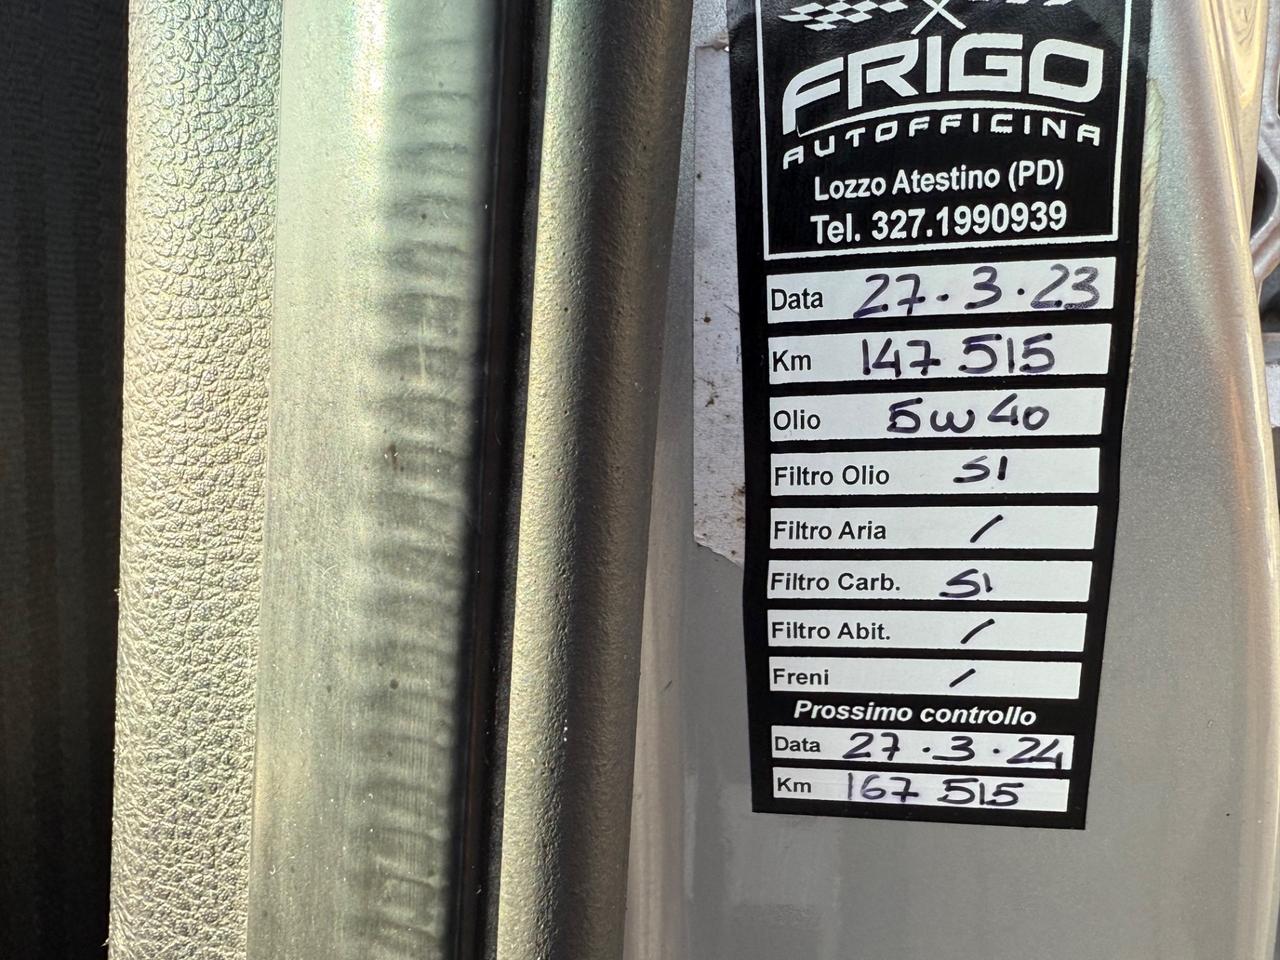 FRIGO
AUTOFFICINA
Lozzo Atestino (PD)
Tel. 327.1990939
Data 27.3.23
Km 147 515
Olio 5W40
Filtro Olio SI
Filtro Aria /
Filtro Carb. SI
Filtro Abit. /
Freni /
Prossimo controllo
Data 27.3.24
Km 167 515